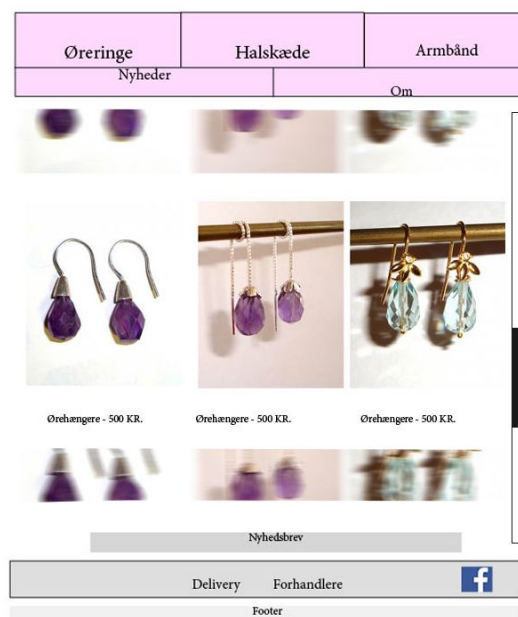 Øreringe Halskæde Armbånd
Nyheder
Om
Ørehængere - 500 KR. Ørehængere - 500 KR. Ørehængere - 500 KR.
Nyhedsbrev
Delivery Forhandlere f
Footer